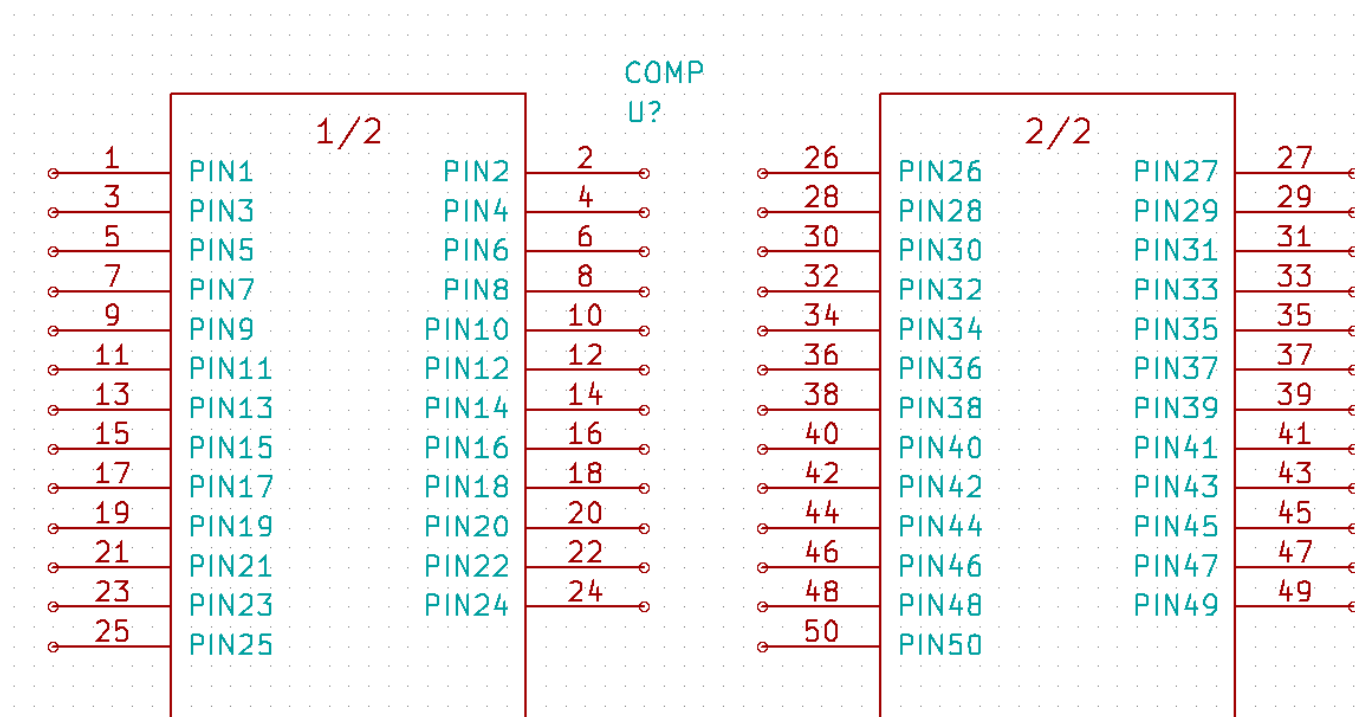 COMP
U?
1/2
1 PIN1 PIN2 2
3 PIN3 PIN4 4
5 PIN5 PIN6 6
7 PIN7 PIN8 8
9 PIN9 PIN10 10
11 PIN11 PIN12 12
13 PIN13 PIN14 14
15 PIN15 PIN16 16
17 PIN17 PIN18 18
19 PIN19 PIN20 20
21 PIN21 PIN22 22
23 PIN23 PIN24 24
25 PIN25
2/2
26 PIN26 PIN27 27
28 PIN28 PIN29 29
30 PIN30 PIN31 31
32 PIN32 PIN33 33
34 PIN34 PIN35 35
36 PIN36 PIN37 37
38 PIN38 PIN39 39
40 PIN40 PIN41 41
42 PIN42 PIN43 43
44 PIN44 PIN45 45
46 PIN46 PIN47 47
48 PIN48 PIN49 49
50 PIN50